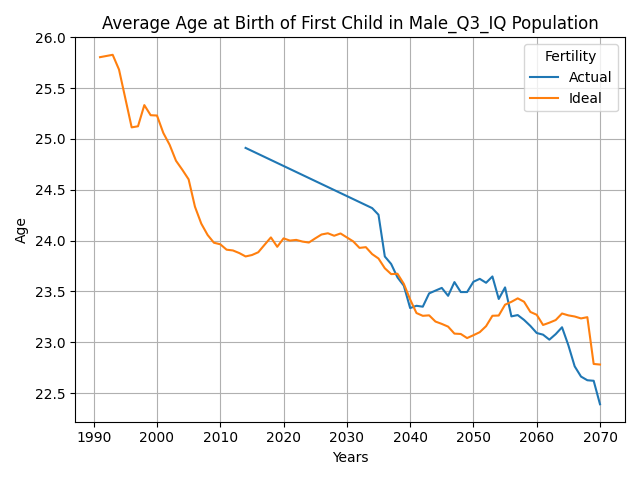 Average Age at Birth of First Child in Male_Q3_IQ Population
Fertility
Actual
Ideal
Age
26.0
25.5
25.0
24.5
24.0
23.5
23.0
22.5
1990 2000 2010 2020 2030 2040 2050 2060 2070
Years